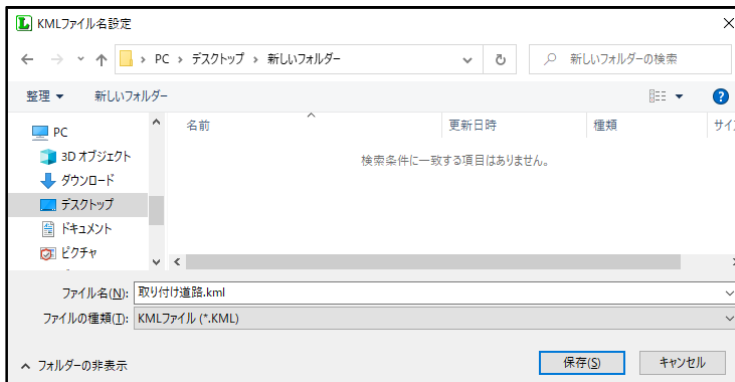 KMLファイル名設定
PC › デスクトップ › 新しいフォルダー
新しいフォルダーの検索
整理 新しいフォルダー
名前 更新日時 種類 サイ
検索条件に一致する項目はありません。
PC
3D オブジェクト
ダウンロード
デスクトップ
ドキュメント
ピクチャ
ファイル名(N): 取り付け道路.kml
ファイルの種類(T): KMLファイル (*.KML)
フォルダーの非表示 保存(S) キャンセル